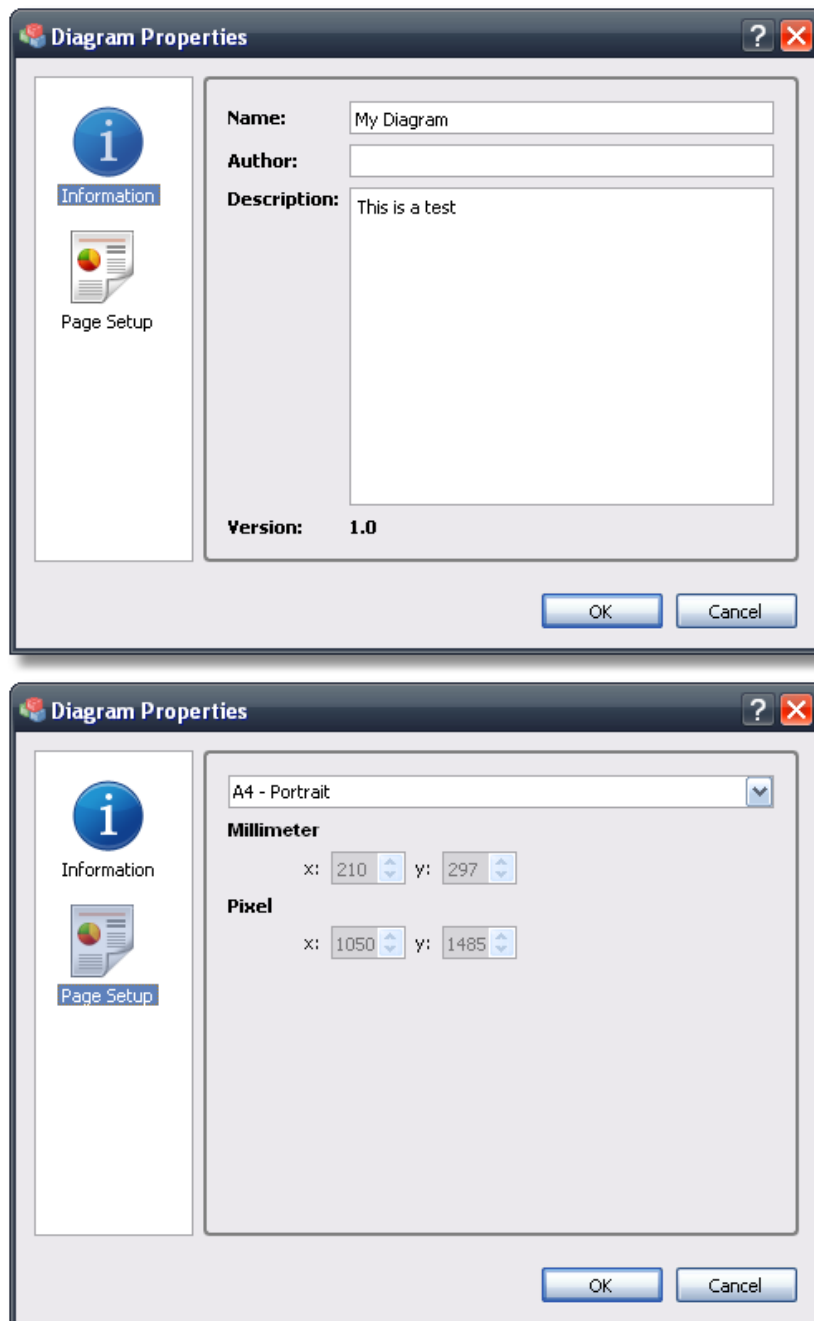 Diagram Properties ?
Name: My Diagram
Author:
Information
Description: This is a test
Page Setup
Version: 1.0
OK Cancel
Diagram Properties ?
A4 - Portrait
Millimeter
x: 210 y: 297
Information
Pixel
x: 1050 y: 1485
Page Setup
OK Cancel